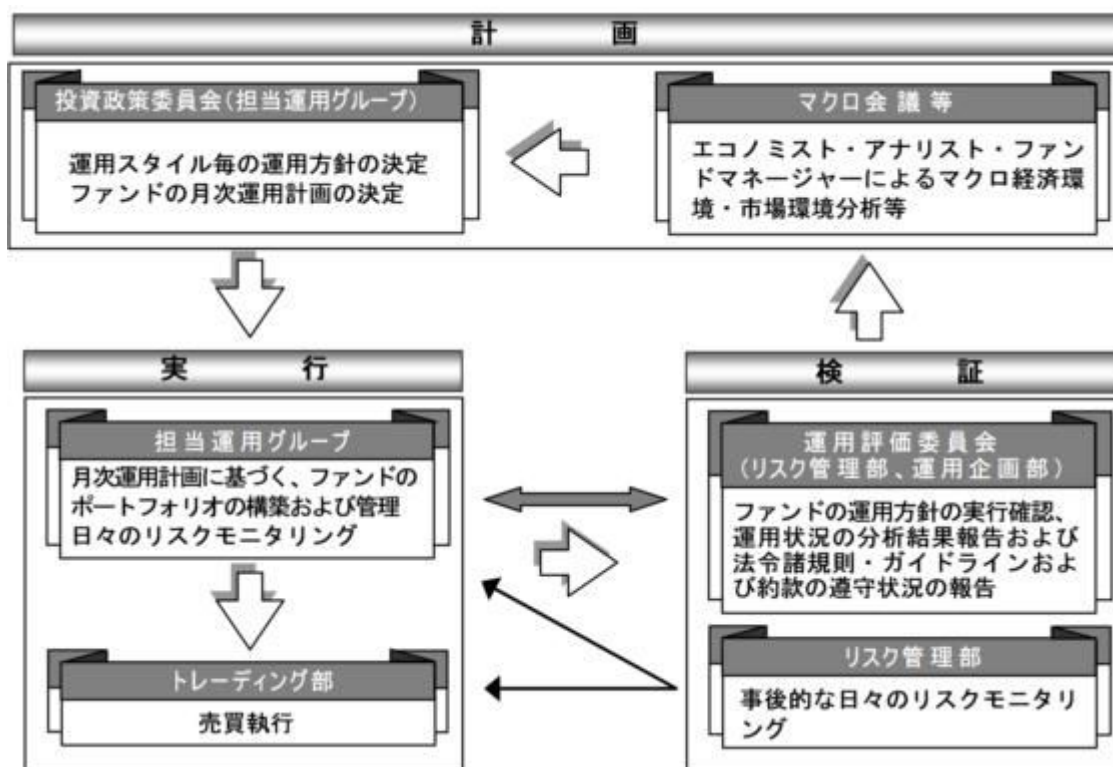 計画
投資政策委員会(担当運用グループ)
運用スタイル毎の運用方針の決定
ファンドの月次運用計画の決定
マクロ会議等
エコノミスト・アナリスト・ファン
ドマネージャーによるマクロ経済環
境・市場環境分析等
実行
担当運用グループ
月次運用計画に基づく、ファンドの
ポートフォリオの構築および管理
日々のリスクモニタリング
トレーディング部
売買執行
検証
運用評価委員会
(リスク管理部、運用企画部)
ファンドの運用方針の実行確認、
運用状況の分析結果報告および
法令諸規則・ガイドラインおよ
び約款の遵守状況の報告
リスク管理部
事後的な日々のリスクモニタリ
ング